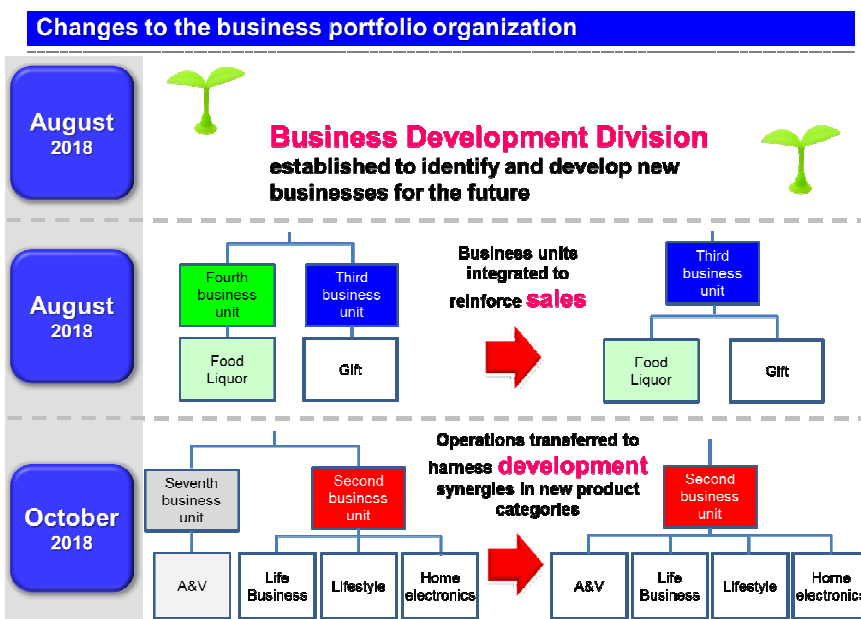 Changes to the business portfolio organization
August
2018
Business Development Division
established to identify and develop new
businesses for the future
August
2018
Fourth
business
unit
Third
business
unit
Food
Liquor
Gift
Business units
integrated to
reinforce sales
Third
business
unit
Food
Liquor
Gift
October
2018
Seventh
business
unit
Second
business
unit
A&V
Life
Business
Lifestyle
Home
electronics
Operations transferred to
harness development
synergies in new product
categories
Second
business
unit
A&V
Life
Business
Lifestyle
Home
electronics